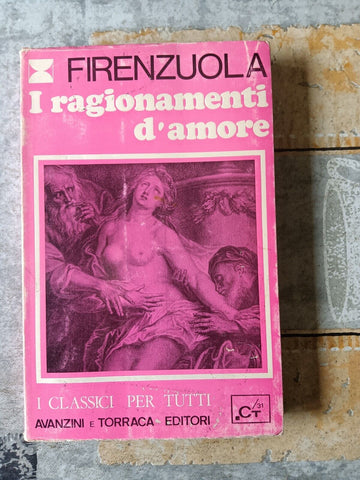 FIRENZUOLA
I ragionamenti
d'amore
I CLASSICI PER TUTTI
AVANZINI E TORRACA - EDITORI
.CT/31